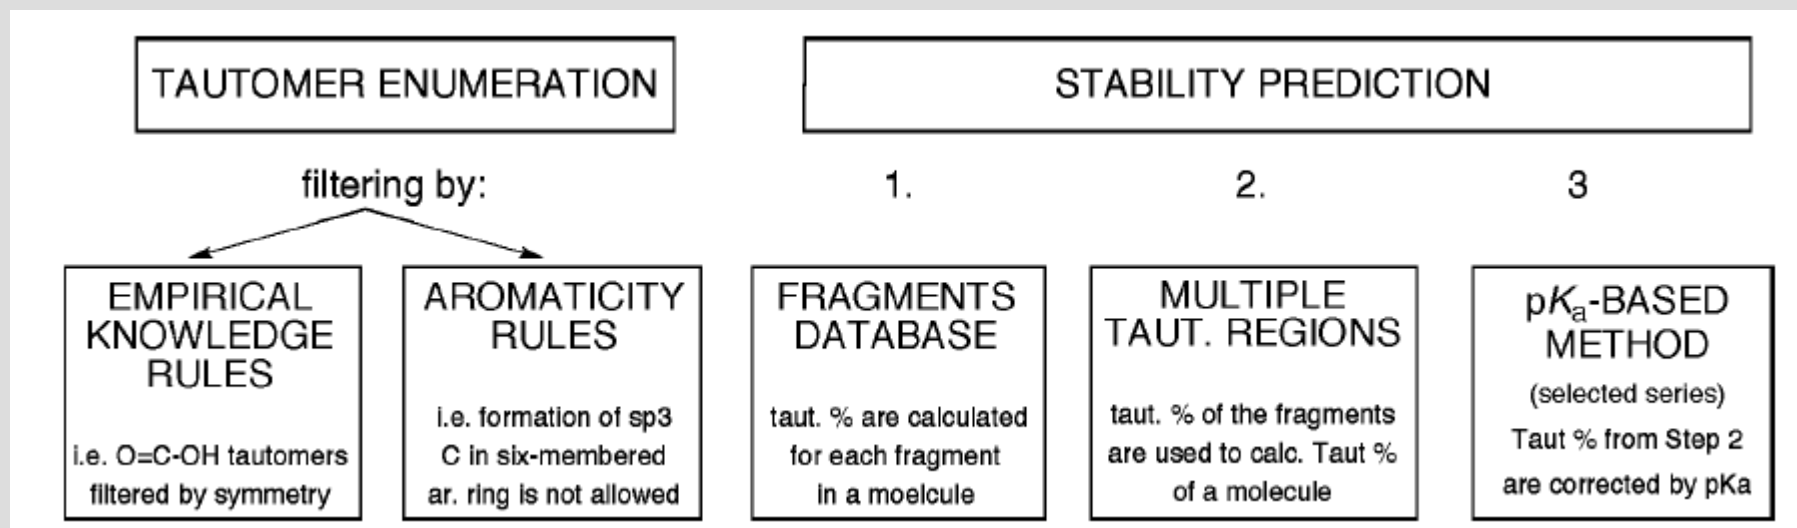 TAUTOMER ENUMERATION
STABILITY PREDICTION
filtering by:
1.
2.
3
EMPIRICAL
KNOWLEDGE
RULES
i.e. O=C-OH tautomers
filtered by symmetry
AROMATICITY
RULES
i.e. formation of sp3
C in six-membered
ar. ring is not allowed
FRAGMENTS
DATABASE
taut. % are calculated
for each fragment
in a moelcule
MULTIPLE
TAUT. REGIONS
taut. % of the fragments
are used to calc. Taut %
of a molecule
pKa-BASED
METHOD
(selected series)
Taut % from Step 2
are corrected by pKa